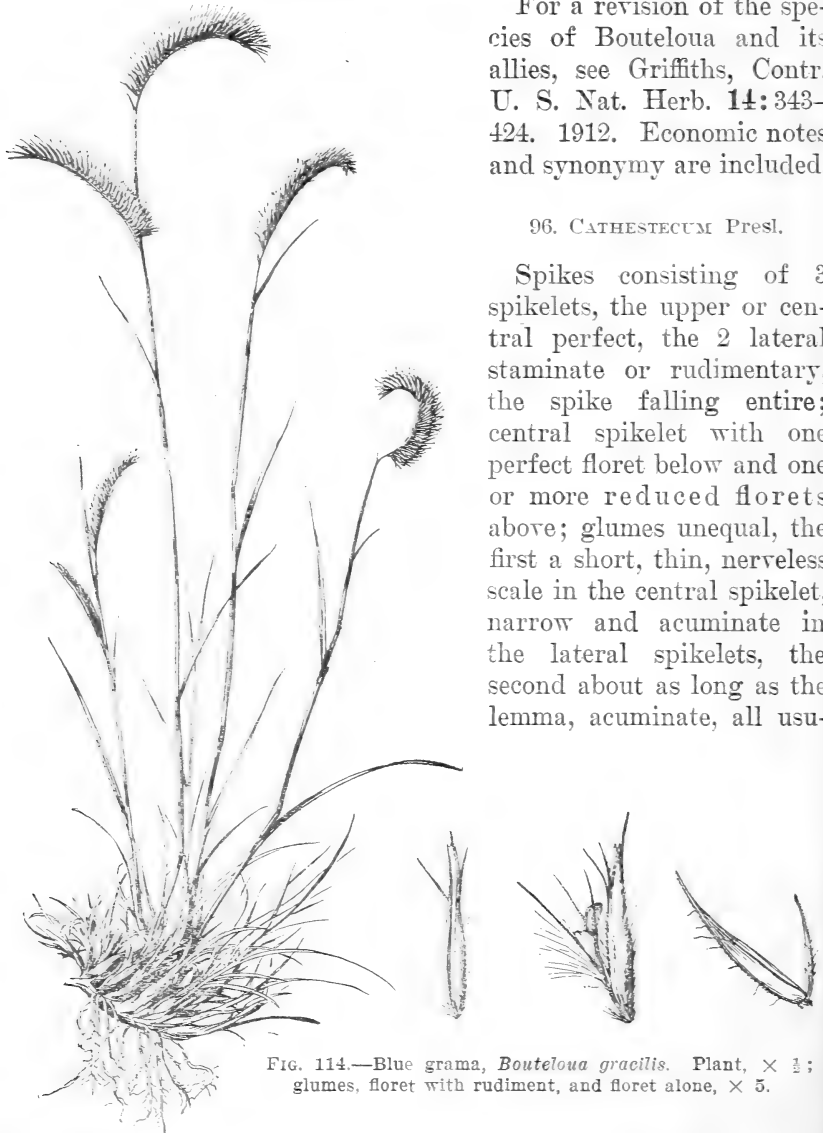 For a revision of the spe-
cies of Bouteloua and its
allies, see Griffiths, Contr.
U. S. Nat. Herb. 14: 343–
424. 1912. Economic notes
and synonymy are included.
96. CATHESTECUM Presl.
Spikes consisting of 3
spikelets, the upper or cen-
tral perfect, the 2 lateral
staminate or rudimentary,
the spike falling entire;
central spikelet with one
perfect floret below and one
or more reduced florets
above; glumes unequal, the
first a short, thin, nerveless
scale in the central spikelet,
narrow and acuminate in
the lateral spikelets, the
second about as long as the
lemma, acuminate, all usu-
FIG. 114.—Blue grama, Bouteloua gracilis. Plant, × ½;
glumes, floret with rudiment, and floret alone, × 5.